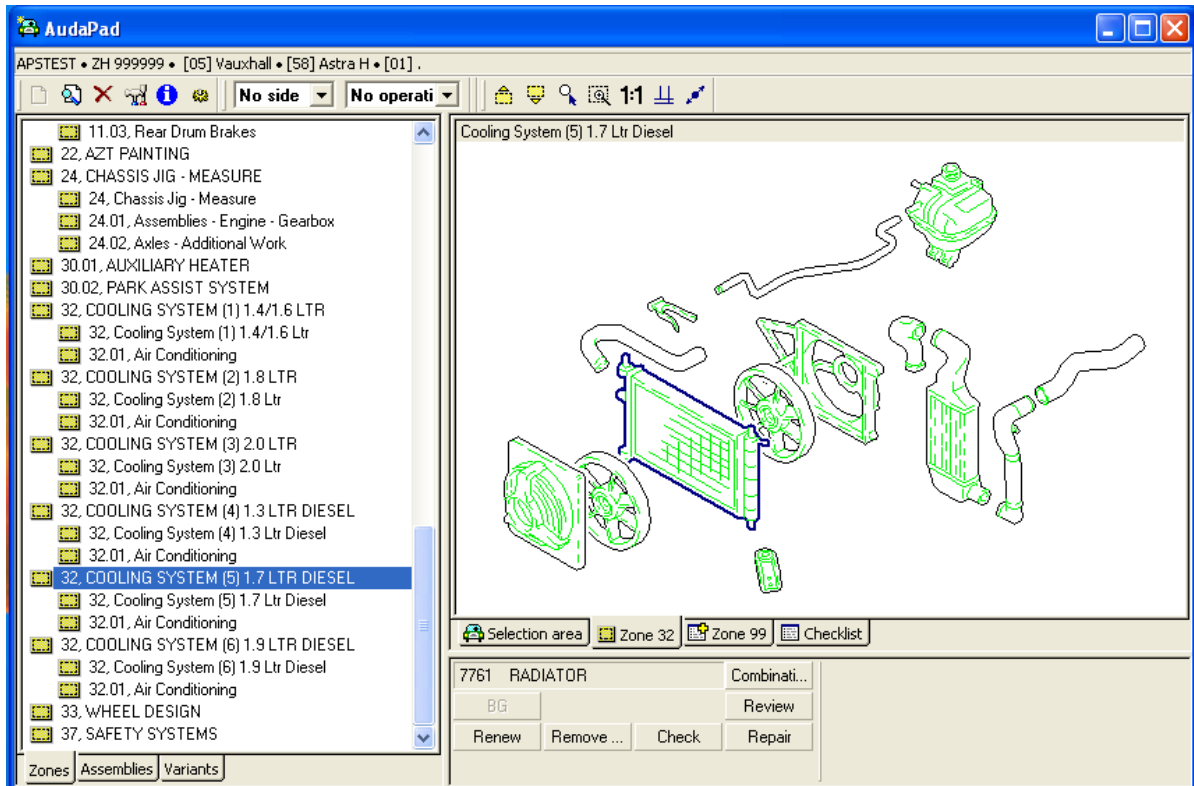 AudaPad
APSTEST • ZH 999999 • [05] Vauxhall • [58] Astra H • [01] .
No side No operati 1:1
11.03, Rear Drum Brakes
22, AZT PAINTING
24, CHASSIS JIG - MEASURE
24, Chassis Jig - Measure
24.01, Assemblies - Engine - Gearbox
24.02, Axles - Additional Work
30.01, AUXILIARY HEATER
30.02, PARK ASSIST SYSTEM
32, COOLING SYSTEM (1) 1.4/1.6 LTR
32, Cooling System (1) 1.4/1.6 Ltr
32.01, Air Conditioning
32, COOLING SYSTEM (2) 1.8 LTR
32, Cooling System (2) 1.8 Ltr
32.01, Air Conditioning
32, COOLING SYSTEM (3) 2.0 LTR
32, Cooling System (3) 2.0 Ltr
32.01, Air Conditioning
32, COOLING SYSTEM (4) 1.3 LTR DIESEL
32, Cooling System (4) 1.3 Ltr Diesel
32.01, Air Conditioning
32, COOLING SYSTEM (5) 1.7 LTR DIESEL
32, Cooling System (5) 1.7 Ltr Diesel
32.01, Air Conditioning
32, COOLING SYSTEM (6) 1.9 LTR DIESEL
32, Cooling System (6) 1.9 Ltr Diesel
32.01, Air Conditioning
33, WHEEL DESIGN
37, SAFETY SYSTEMS
Zones Assemblies Variants
Cooling System (5) 1.7 Ltr Diesel
Selection area Zone 32 Zone 99 Checklist
7761 RADIATOR Combinati...
BG Review
Renew Remove ... Check Repair